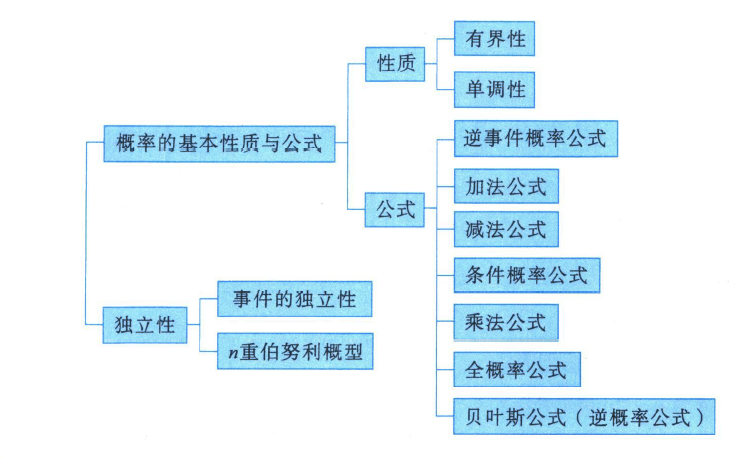 有界性
性质
单调性
概率的基本性质与公式
逆事件概率公式
加法公式
公式
减法公式
条件概率公式
事件的独立性
独立性
乘法公式
n重伯努利概型
全概率公式
贝叶斯公式（逆概率公式）